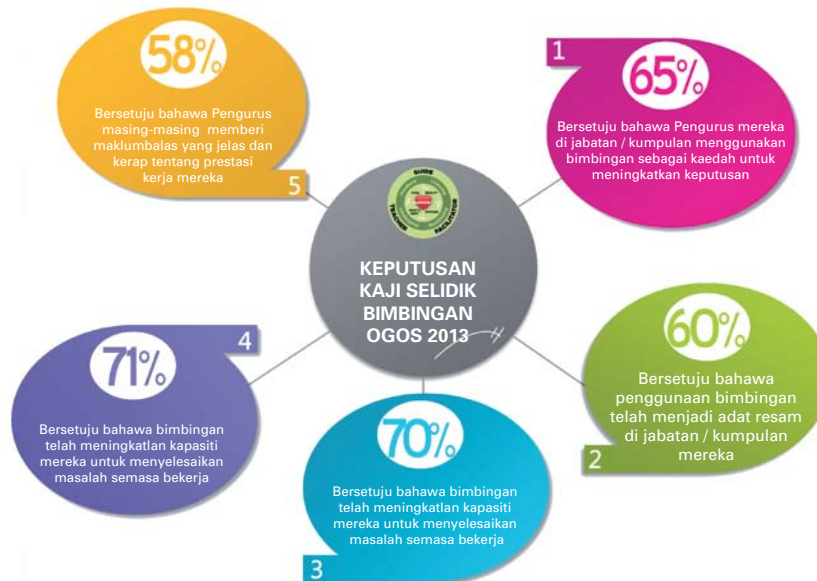 58%
Bersetuju bahawa Pengurus
masing-masing memberi
maklumbalas yang jelas dan
kerap tentang prestasi
kerja mereka
5
1
65%
Bersetuju bahawa Pengurus mereka
di jabatan / kumpulan menggunakan
bimbingan sebagai kaedah untuk
meningkatkan keputusan
GUIDE
TEACHER
FACILITATOR
KEPUTUSAN
KAJI SELIDIK
BIMBINGAN
OGOS 2013
4
71%
Bersetuju bahawa bimbingan
telah meningkatlan kapasiti
mereka untuk menyelesaikan
masalah semasa bekerja
60%
Bersetuju bahawa
penggunaan bimbingan
telah menjadi adat resam
di jabatan / kumpulan
mereka
2
70%
Bersetuju bahawa bimbingan
telah meningkatlan kapasiti
mereka untuk menyelesaikan
masalah semasa bekerja
3